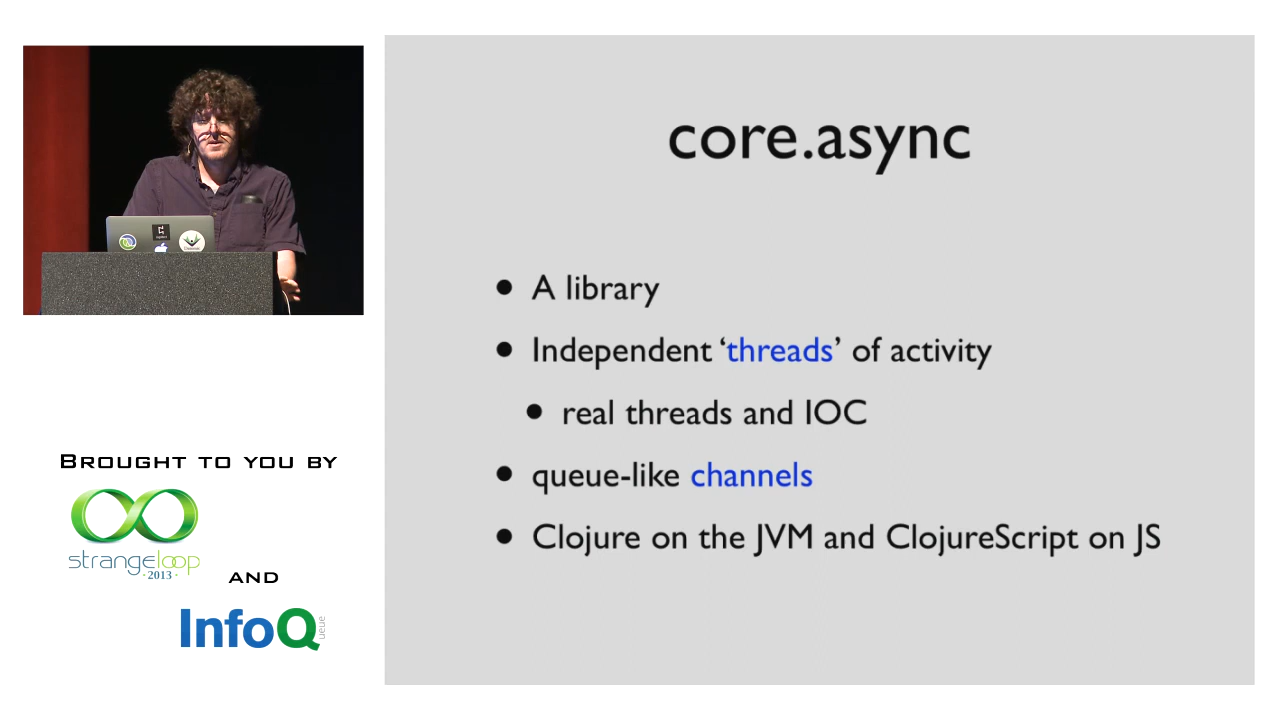 core.async
• A library
• Independent ‘threads’ of activity
• real threads and IOC
• queue-like channels
• Clojure on the JVM and ClojureScript on JS
BROUGHT TO YOU BY
strangeloop
·2013·
AND
InfoQ
ueue